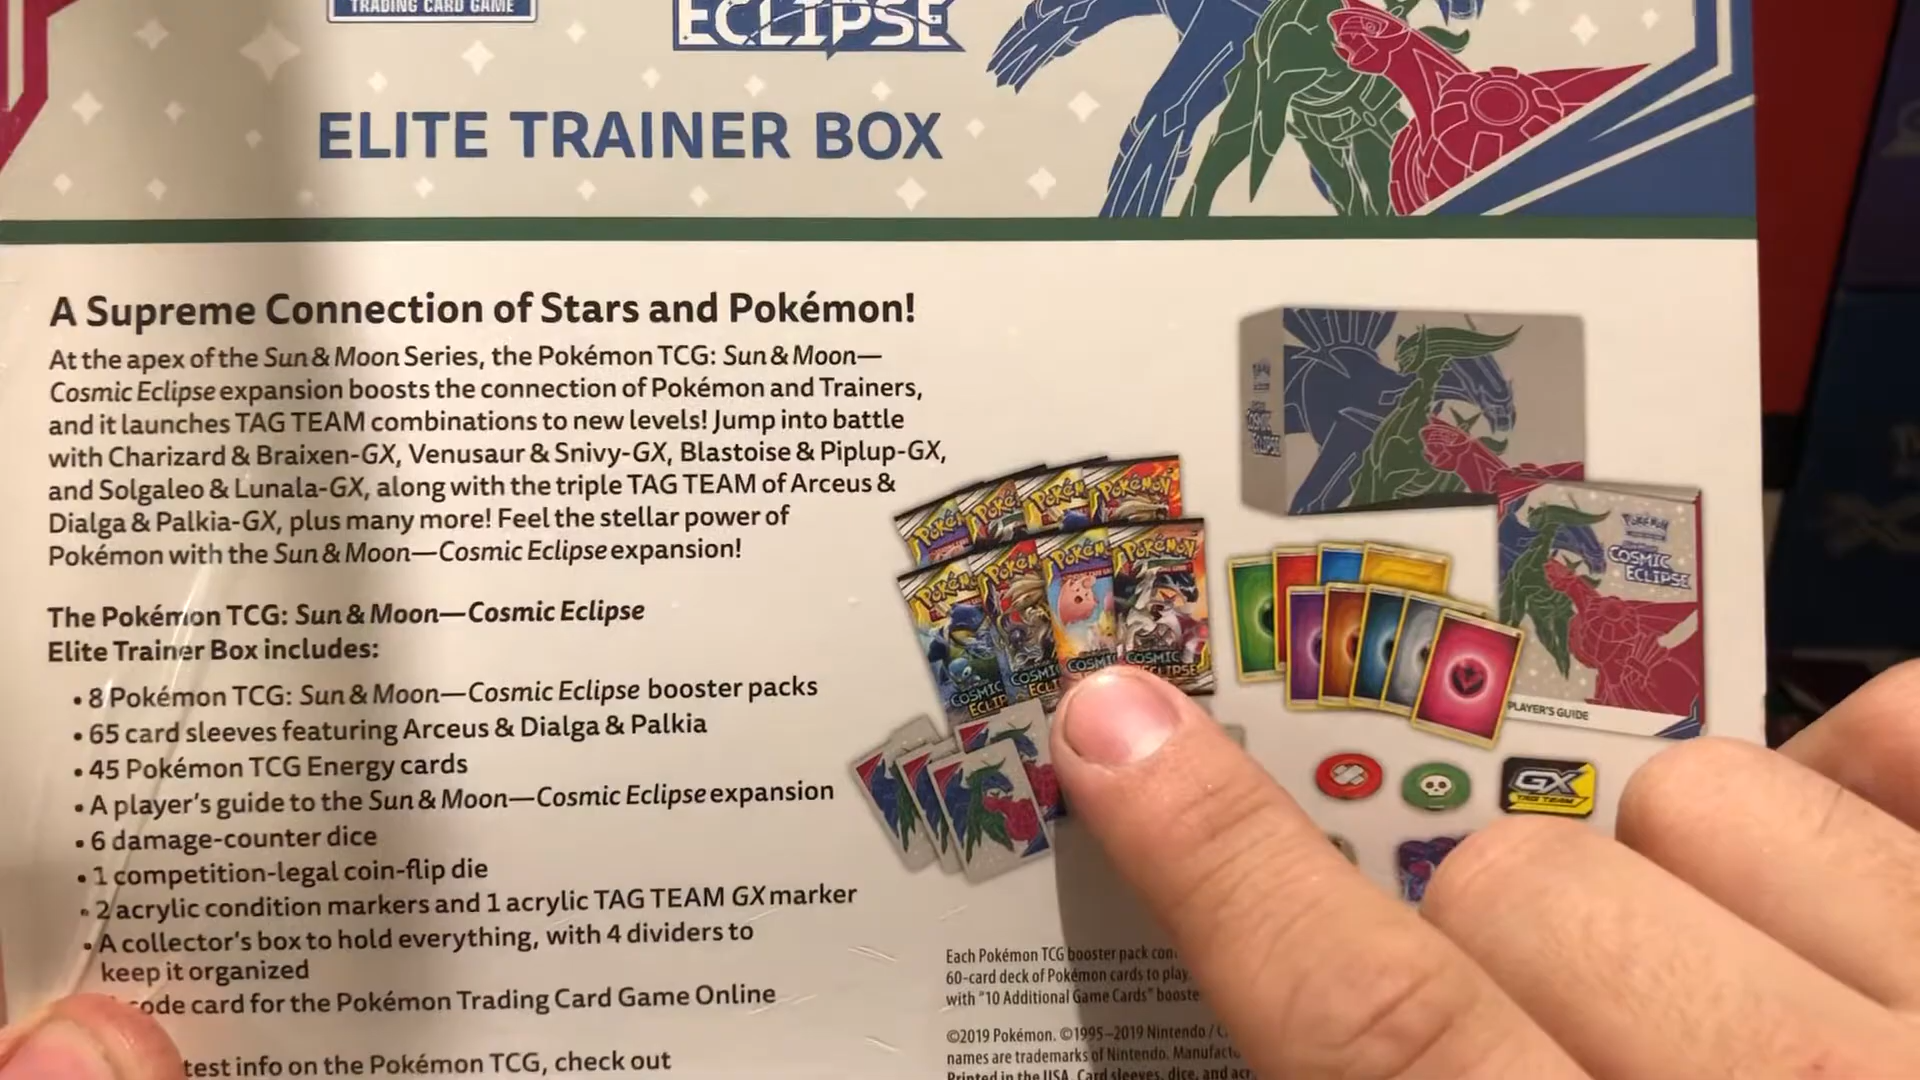 TRADING CARD GAME
ECLIPSE
ELITE TRAINER BOX
A Supreme Connection of Stars and Pokémon!
At the apex of the Sun & Moon Series, the Pokémon TCG: Sun & Moon—
Cosmic Eclipse expansion boosts the connection of Pokémon and Trainers,
and it launches TAG TEAM combinations to new levels! Jump into battle
with Charizard & Braixen-GX, Venusaur & Snivy-GX, Blastoise & Piplup-GX,
and Solgaleo & Lunala-GX, along with the triple TAG TEAM of Arceus &
Dialga & Palkia-GX, plus many more! Feel the stellar power of
Pokémon with the Sun & Moon—Cosmic Eclipse expansion!
The Pokémon TCG: Sun & Moon—Cosmic Eclipse
Elite Trainer Box includes:
• 8 Pokémon TCG: Sun & Moon—Cosmic Eclipse booster packs
• 65 card sleeves featuring Arceus & Dialga & Palkia
• 45 Pokémon TCG Energy cards
• A player's guide to the Sun & Moon—Cosmic Eclipse expansion
• 6 damage-counter dice
• 1 competition-legal coin-flip die
• 2 acrylic condition markers and 1 acrylic TAG TEAM GX marker
• A collector's box to hold everything, with 4 dividers to
keep it organized
code card for the Pokémon Trading Card Game Online
test info on the Pokémon TCG, check out
COSMIC
ECLIPSE
Pokémon
COSMIC
ECLIPSE
PLAYER'S GUIDE
Pokémon
COSMIC
ECLIPSE
GX
TAG TEAM
Each Pokémon TCG booster pack con
60-card deck of Pokémon cards to play.
with "10 Additional Game Cards" booste
©2019 Pokémon. ©1995–2019 Nintendo / C
names are trademarks of Nintendo. Manufact
Printed in the USA. Card sleeves, dice, and acr